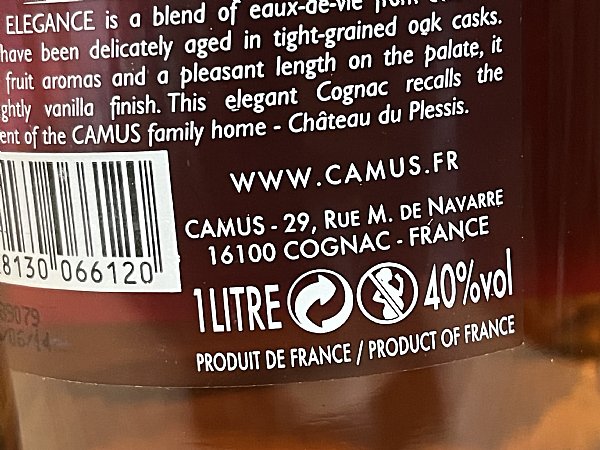 ELEGANCE is a blend of eaux-de-vie from
have been delicately aged in tight-grained oak casks.
fruit aromas and a pleasant length on the palate, it
ghtly vanilla finish. This elegant Cognac recalls the
ent of the CAMUS family home - Château du Plessis.
WWW.CAMUS.FR
CAMUS - 29, RUE M. DE NAVARRE
16100 COGNAC - FRANCE
8130 066120
1 LITRE 40%vol
PRODUIT DE FRANCE / PRODUCT OF FRANCE